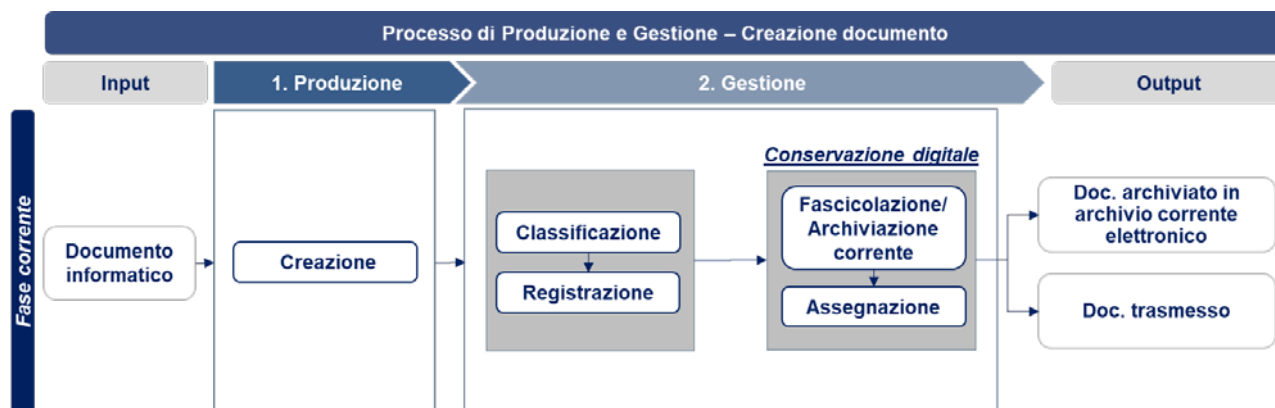 Processo di Produzione e Gestione – Creazione documento
Input
1. Produzione
2. Gestione
Output
Fase corrente
Documento
informatico
Creazione
Classificazione
Registrazione
Conservazione digitale
Fascicolazione/
Archiviazione
corrente
Assegnazione
Doc. archiviato in
archivio corrente
elettronico
Doc. trasmesso